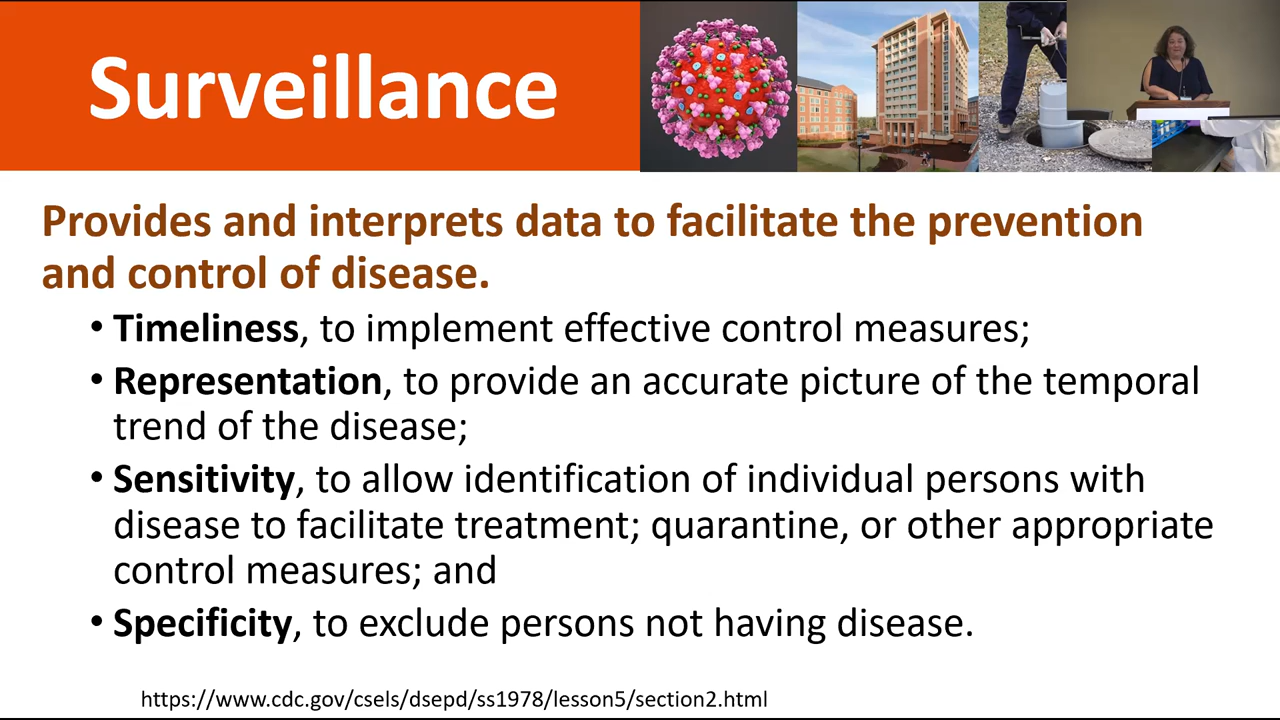 Surveillance
Provides and interprets data to facilitate the prevention
and control of disease.
• Timeliness, to implement effective control measures;
• Representation, to provide an accurate picture of the temporal
trend of the disease;
• Sensitivity, to allow identification of individual persons with
disease to facilitate treatment; quarantine, or other appropriate
control measures; and
• Specificity, to exclude persons not having disease.
https://www.cdc.gov/csels/dsepd/ss1978/lesson5/section2.html